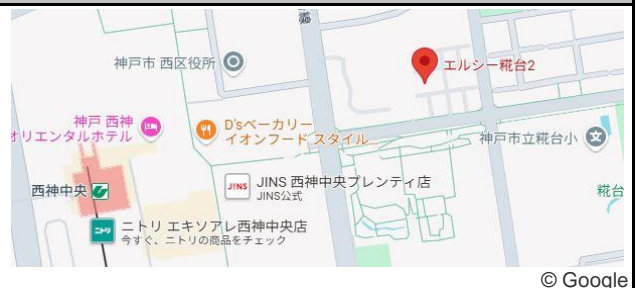 神戸市 西区役所
エルシー糀台2
神戸 西神
オリエンタルホテル
D'sベーカリー
イオンフード スタイル...
神戸市立糀台小 文
JINS
JINS 西神中央プレンティ店
JINS公式
西神中央
糀台
ニトリ
ニトリ エキソアレ西神中央店
今すぐ、ニトリの商品をチェック
© Google